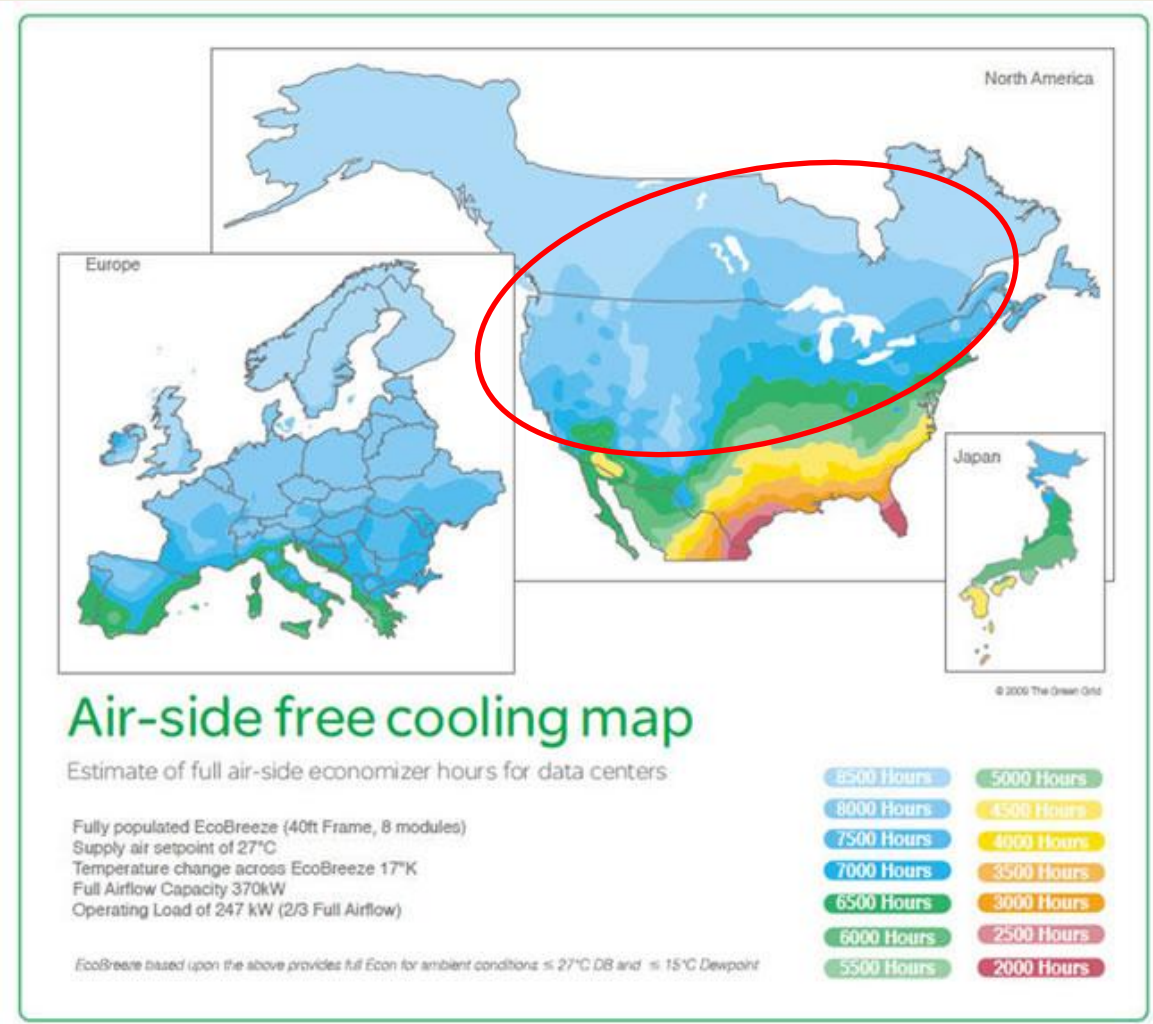 North America
Europe
Japan
© 2009 The Green Grid
Air-side free cooling map
Estimate of full air-side economizer hours for data centers
Fully populated EcoBreeze (40ft Frame, 8 modules)
Supply air setpoint of 27°C
Temperature change across EcoBreeze 17°K
Full Airflow Capacity 370kW
Operating Load of 247 kW (2/3 Full Airflow)
EcoBreeze based upon the above provides full Econ for ambient conditions ≤ 27°C DB and ≤ 15°C Dewpoint
8500 Hours
8000 Hours
7500 Hours
7000 Hours
6500 Hours
6000 Hours
5500 Hours
5000 Hours
4500 Hours
4000 Hours
3500 Hours
3000 Hours
2500 Hours
2000 Hours